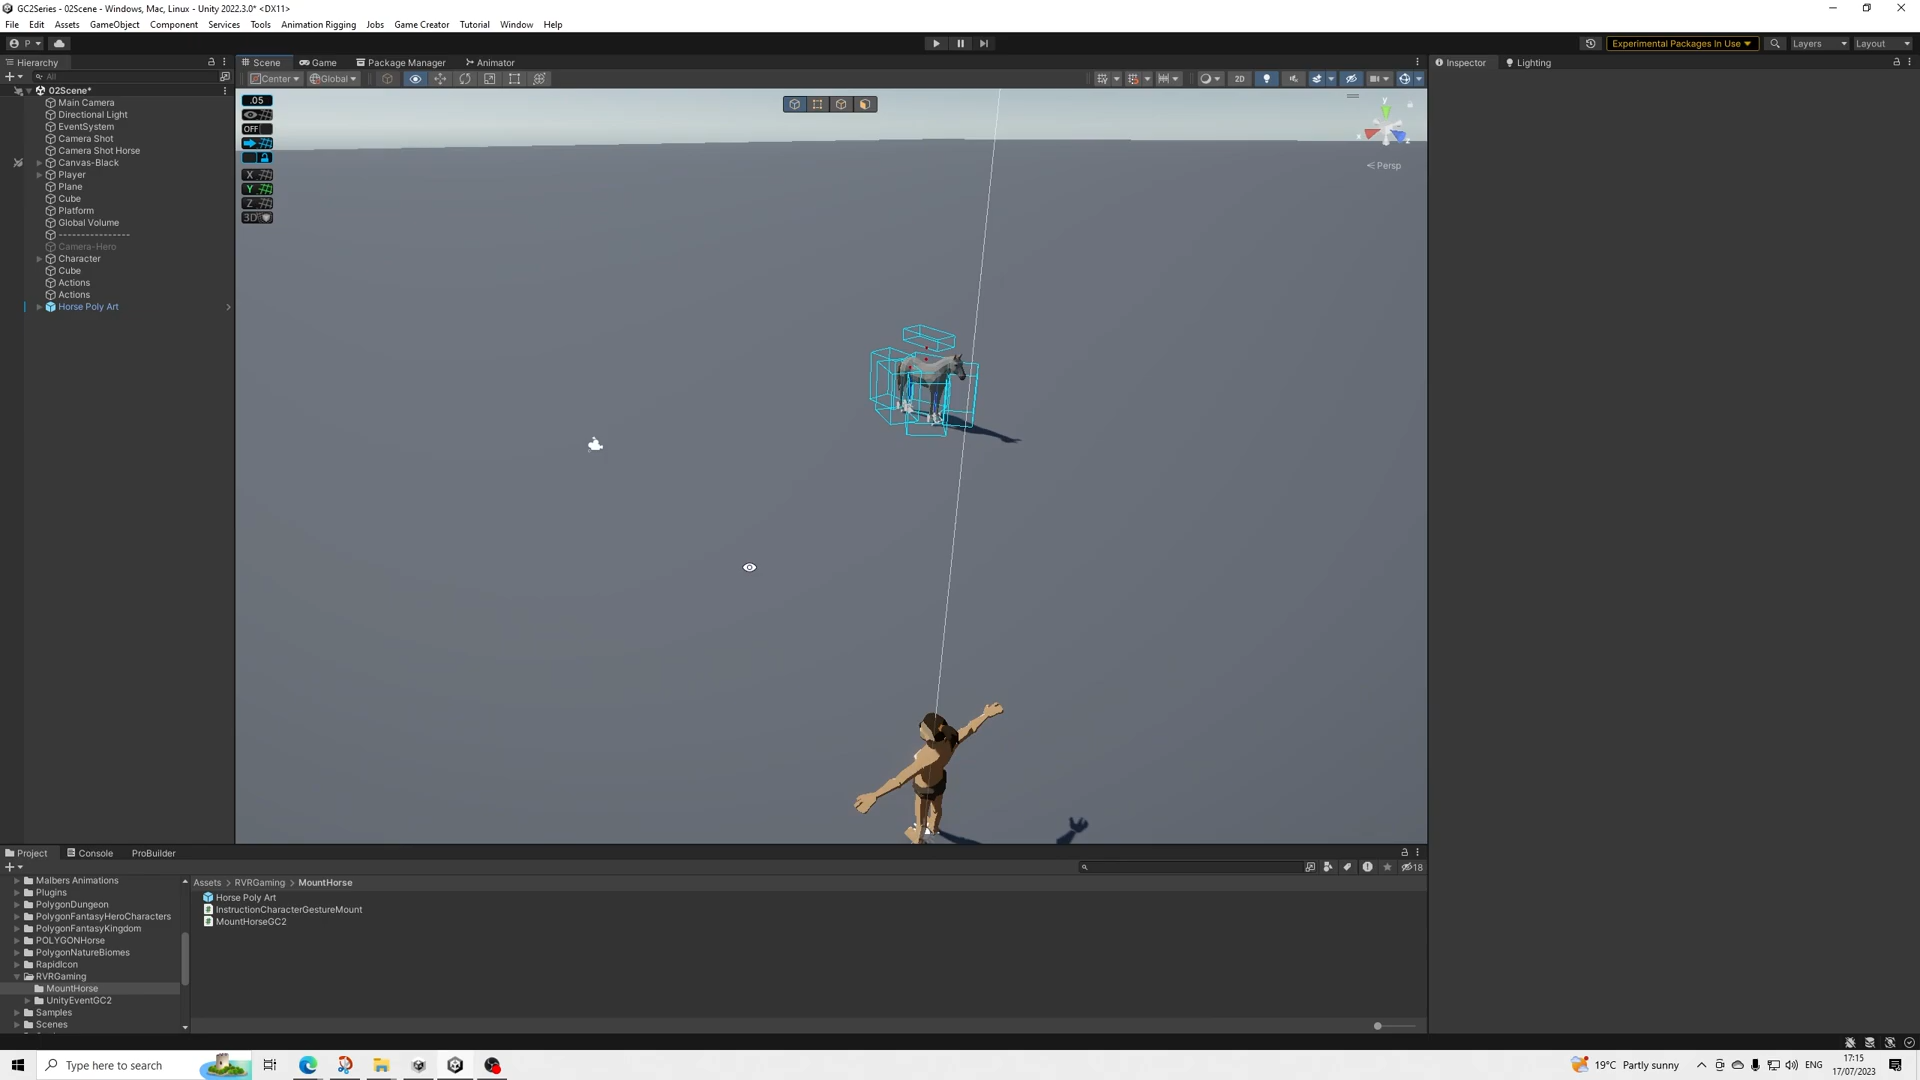 GC2Series - 02Scene - Windows, Mac, Linux - Unity 2022.3.0* <DX11>
File Edit Assets GameObject Component Services Tools Animation Rigging Jobs Game Creator Tutorial Window Help
P Experimental Packages In Use Layers Layout
Hierarchy Scene Game Package Manager Animator Inspector Lighting
All Center Global 2D
02Scene*
Main Camera
Directional Light
EventSystem
Camera Shot
Camera Shot Horse
Canvas-Black
Player
Plane
Cube
Platform
Global Volume
----------------
Camera-Hero
Character
Cube
Actions
Actions
Horse Poly Art
.05
OFF
X
Y
Z
3D
y
x
z
Persp
Project Console ProBuilder
18
Malbers Animations
Plugins
PolygonDungeon
PolygonFantasyHeroCharacters
PolygonFantasyKingdom
POLYGONHorse
PolygonNatureBiomes
RapidIcon
RVRGaming
MountHorse
UnityEventGC2
Samples
Scenes
Assets > RVRGaming > MountHorse
Horse Poly Art
InstructionCharacterGestureMount
MountHorseGC2
Type here to search
19°C Partly sunny
ENG
17:15
17/07/2023